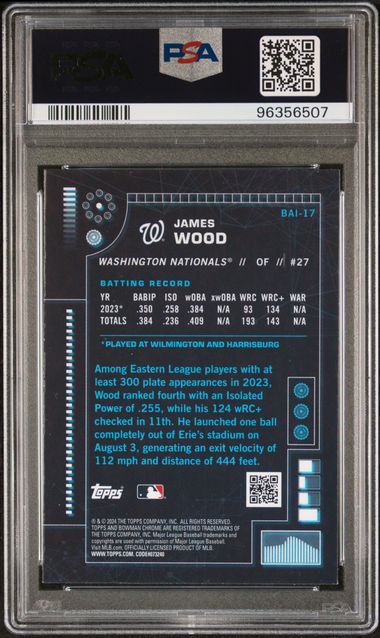 PSA
PSA
96356507
BAI-17
W
JAMES
WOOD
WASHINGTON NATIONALS® // OF // #27
BATTING RECORD
YR BABIP ISO wOBA xwOBA WRC WRC+ WAR
2023* .350 .258 .384 N/A 93 134 N/A
TOTALS .384 .236 .409 N/A 193 143 N/A
*PLAYED AT WILMINGTON AND HARRISBURG
Among Eastern League players with at
least 300 plate appearances in 2023,
Wood ranked fourth with an Isolated
Power of .255, while his 124 wRC+
checked in 11th. He launched one ball
completely out of Erie's stadium on
August 3, generating an exit velocity of
112 mph and distance of 444 feet.
Topps
® & © 2024 THE TOPPS COMPANY, INC. ALL RIGHTS RESERVED.
TOPPS AND BOWMAN CHROME ARE REGISTERED TRADEMARKS OF
THE TOPPS COMPANY, INC. Major League Baseball trademarks and
copyrights are used with permission of Major League Baseball.
Visit MLB.com. OFFICIALLY LICENSED PRODUCT OF MLB.
WWW.TOPPS.COM. CODE#073240